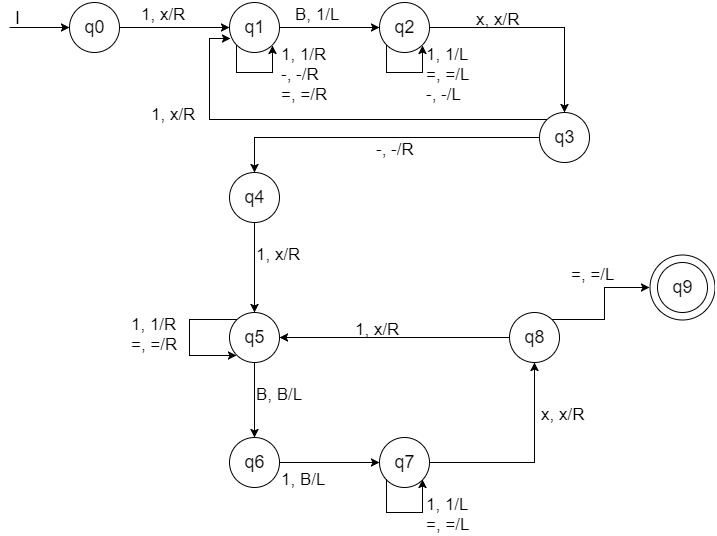 I
q0
1, x/R
q1
B, 1/L
q2
x, x/R
1, 1/R
-, -/R
=, =/R
1, 1/L
=, =/L
-, -/L
1, x/R
q3
-, -/R
q4
1, x/R
=, =/L
q9
1, 1/R
=, =/R
q5
1, x/R
q8
B, B/L
x, x/R
q6
1, B/L
q7
1, 1/L
=, =/L